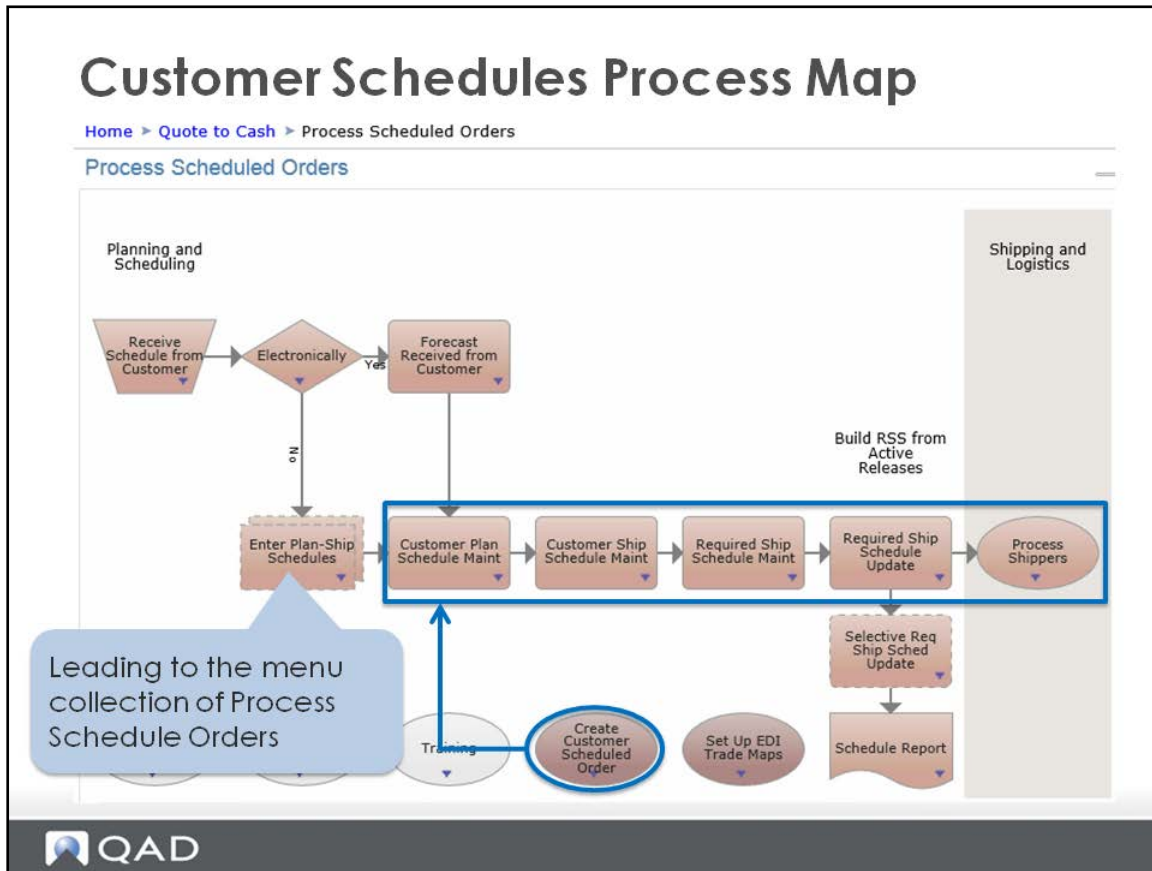 Customer Schedules Process Map
Home ➤ Quote to Cash ➤ Process Scheduled Orders
Process Scheduled Orders
Planning and
Scheduling
Shipping and
Logistics
Receive
Schedule from
Customer
Electronically
Yes
Forecast
Received from
Customer
No
Build RSS from
Active
Releases
Enter Plan-Ship
Schedules
Customer Plan
Schedule Maint
Customer Ship
Schedule Maint
Required Ship
Schedule Maint
Required Ship
Schedule
Update
Process
Shippers
Selective Req
Ship Sched
Update
Leading to the menu
collection of Process
Schedule Orders
Training
Create
Customer
Scheduled
Order
Set Up EDI
Trade Maps
Schedule Report
QAD